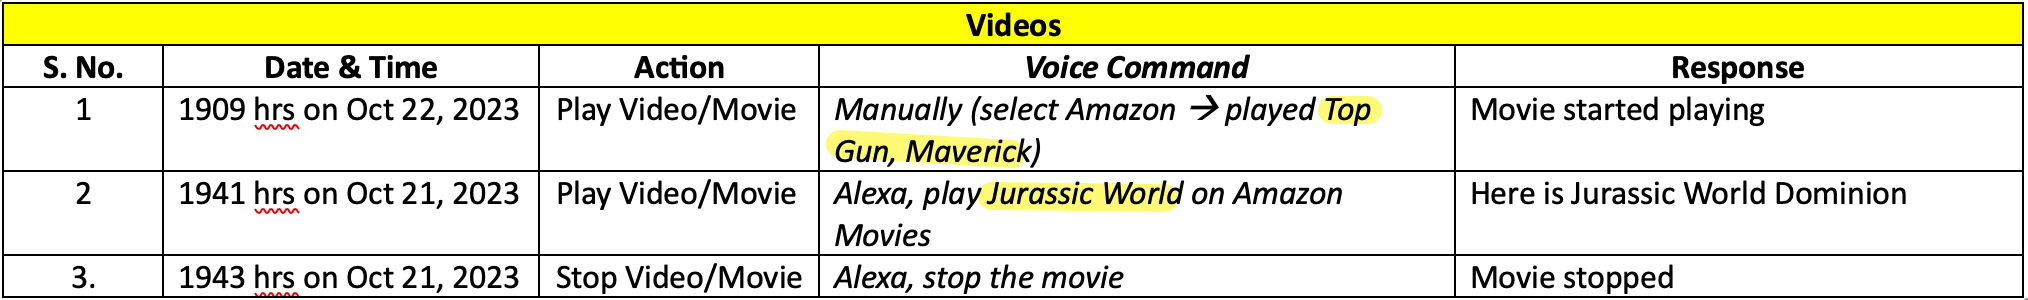 Videos
S. No. Date & Time Action Voice Command Response
1 1909 hrs on Oct 22, 2023 Play Video/Movie Manually (select Amazon → played Top Movie started playing
Gun, Maverick)
2 1941 hrs on Oct 21, 2023 Play Video/Movie Alexa, play Jurassic World on Amazon Here is Jurassic World Dominion
Movies
3. 1943 hrs on Oct 21, 2023 Stop Video/Movie Alexa, stop the movie Movie stopped